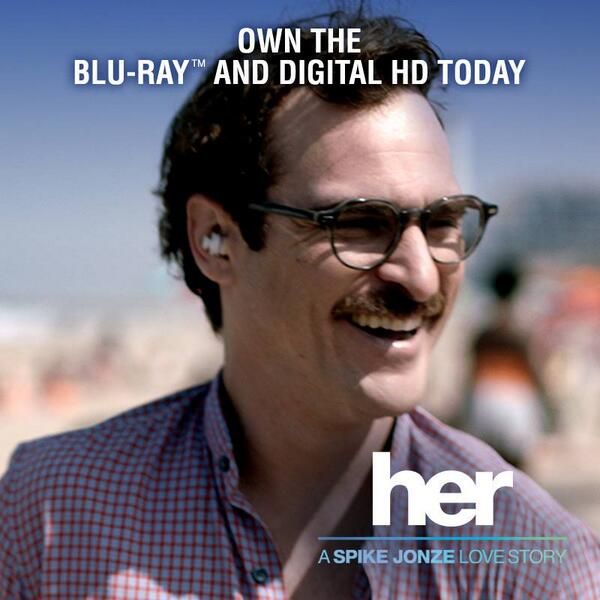 OWN THE
BLU-RAY™ AND DIGITAL HD TODAY
her
A SPIKE JONZE LOVE STORY